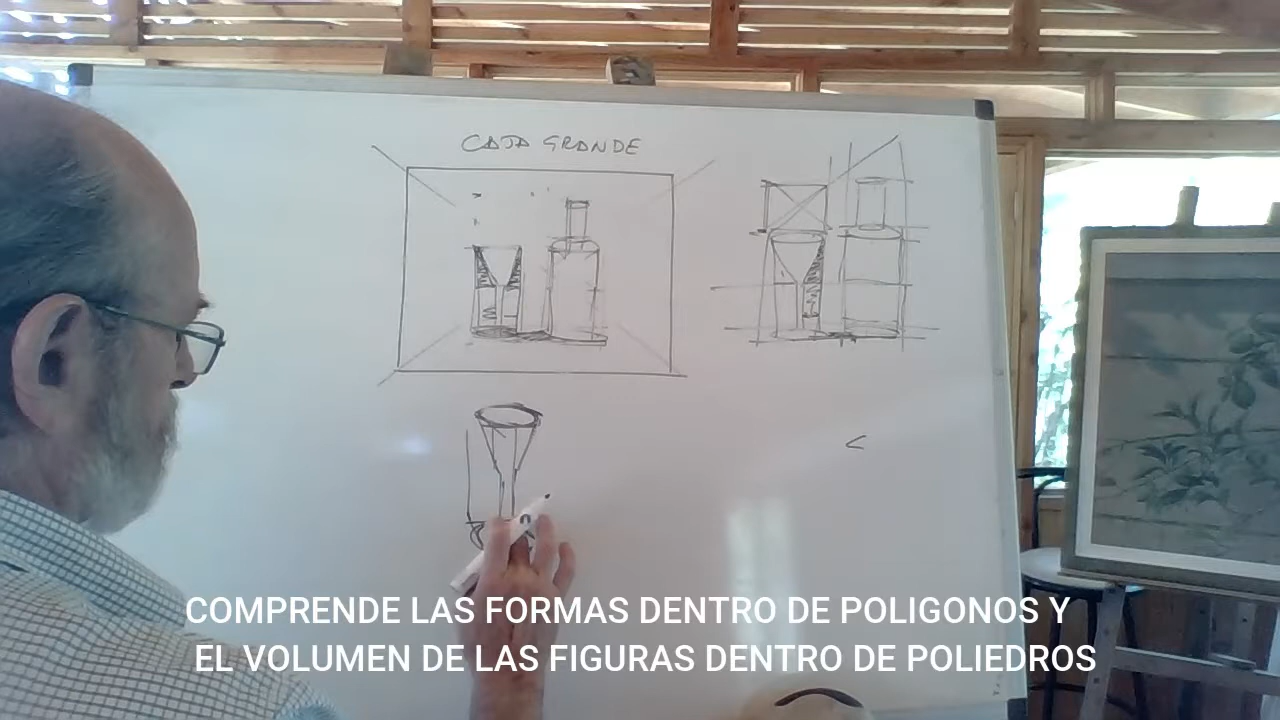 CAJA GRANDE
COMPRENDE LAS FORMAS DENTRO DE POLIGONOS Y
EL VOLUMEN DE LAS FIGURAS DENTRO DE POLIEDROS